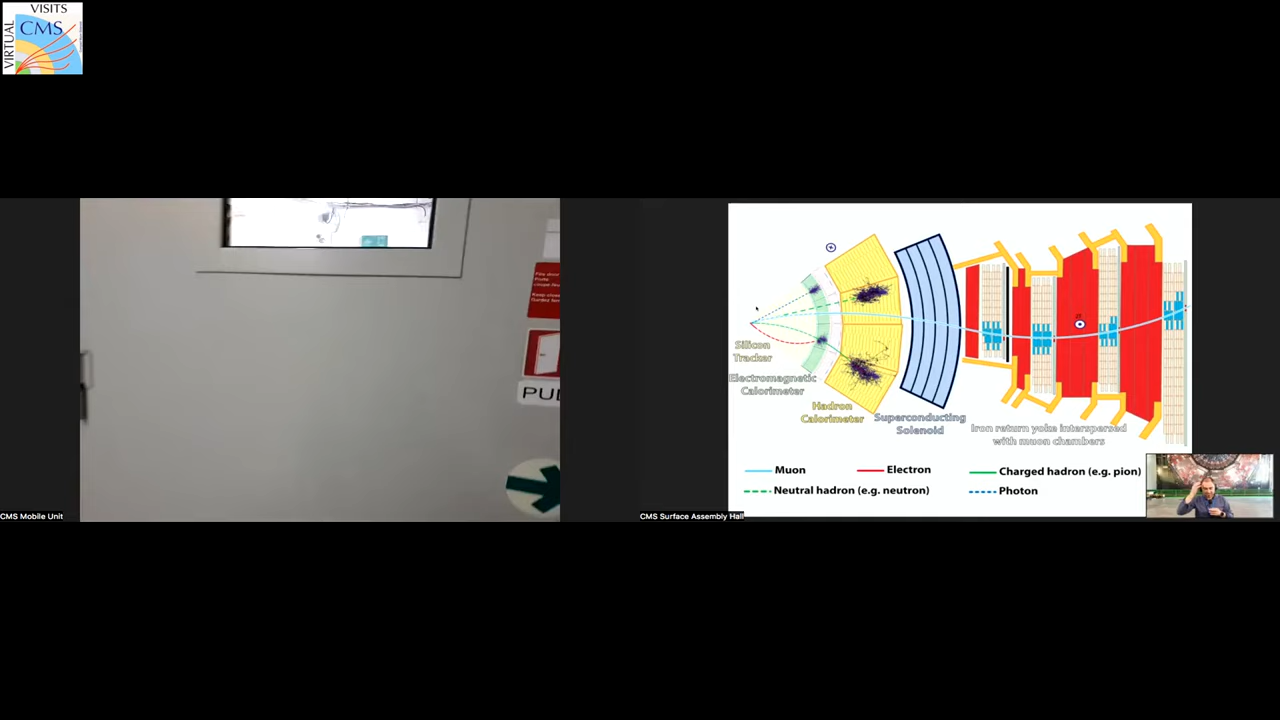 VISITS
CMS
VIRTUAL
PUL
CMS Mobile Unit
Silicon
Tracker
Electromagnetic
Calorimeter
Hadron
Calorimeter
Superconducting
Solenoid
Iron return yoke interspersed
with muon chambers
Muon
Electron
Charged hadron (e.g. pion)
Neutral hadron (e.g. neutron)
Photon
CMS Surface Assembly Hall